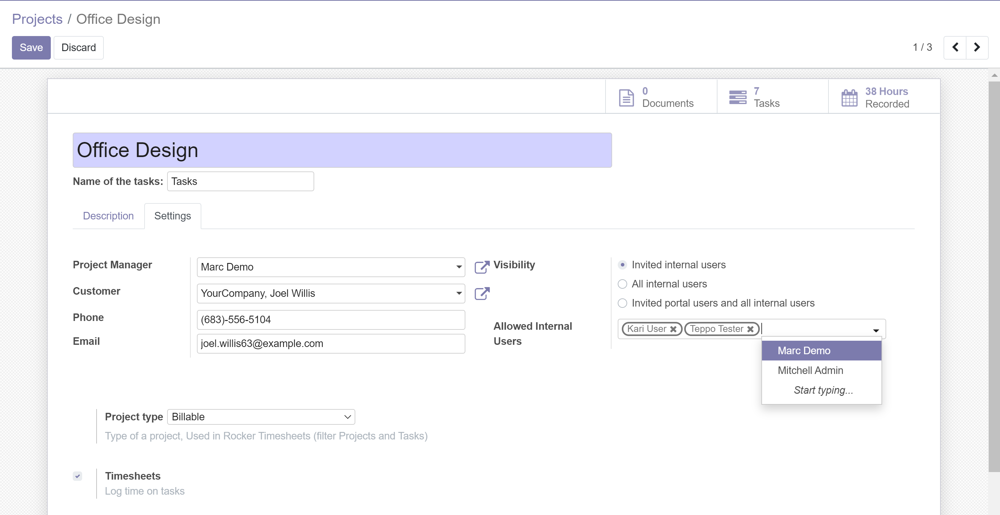 Projects / Office Design
Save Discard
1 / 3
0
Documents
7
Tasks
38 Hours
Recorded
Office Design
Name of the tasks: Tasks
Description Settings
Project Manager Marc Demo
Customer YourCompany, Joel Willis
Phone (683)-556-5104
Email joel.willis63@example.com
Visibility
Invited internal users
All internal users
Invited portal users and all internal users
Allowed Internal
Users
Kari User Teppo Tester
Marc Demo
Mitchell Admin
Start typing...
Project type Billable
Type of a project, Used in Rocker Timesheets (filter Projects and Tasks)
Timesheets
Log time on tasks